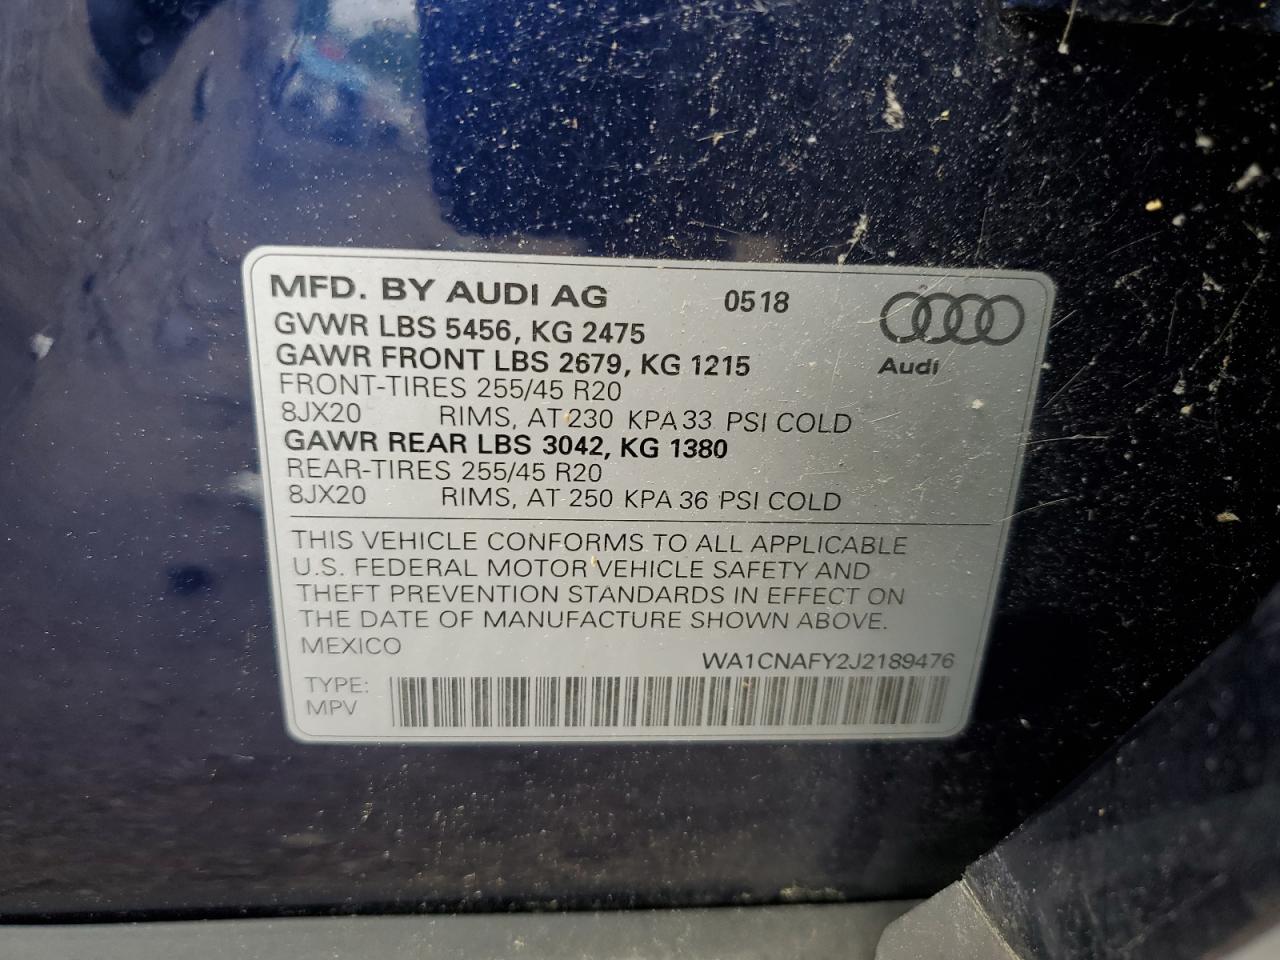 MFD. BY AUDI AG 0518
GVWR LBS 5456, KG 2475
GAWR FRONT LBS 2679, KG 1215
Audi
FRONT-TIRES 255/45 R20
8JX20 RIMS, AT 230 KPA 33 PSI COLD
GAWR REAR LBS 3042, KG 1380
REAR-TIRES 255/45 R20
8JX20 RIMS, AT 250 KPA 36 PSI COLD
THIS VEHICLE CONFORMS TO ALL APPLICABLE
U.S. FEDERAL MOTOR VEHICLE SAFETY AND
THEFT PREVENTION STANDARDS IN EFFECT ON
THE DATE OF MANUFACTURE SHOWN ABOVE.
MEXICO
WA1CNAFY2J2189476
TYPE:
MPV